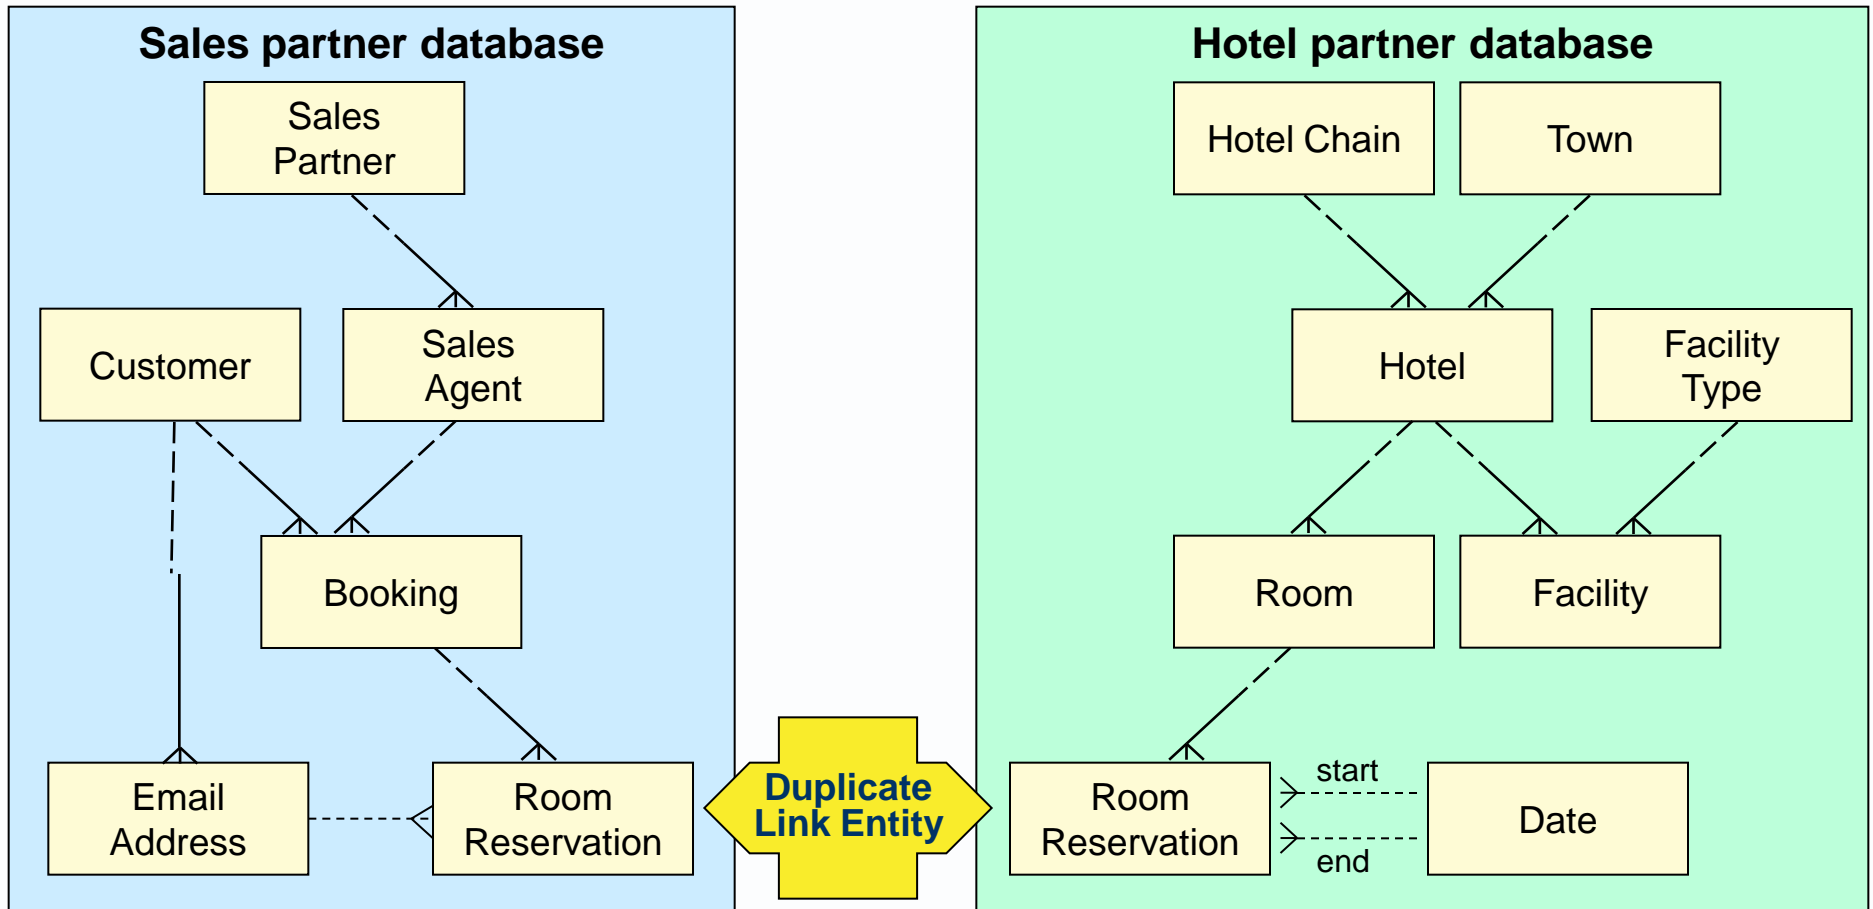 Sales partner database
Sales
Partner
Customer
Sales
Agent
Booking
Email
Address
Room
Reservation
Duplicate
Link Entity
Hotel partner database
Hotel Chain
Town
Hotel
Facility
Type
Room
Facility
Room
Reservation
start
end
Date